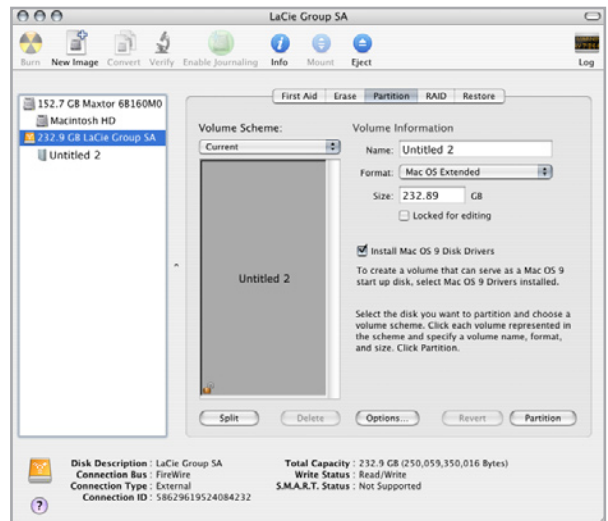 LaCie Group SA
Burn New Image Convert Verify Enable Journaling Info Mount Eject Log
152.7 GB Maxtor 6B160M0
Macintosh HD
232.9 GB LaCie Group SA
Untitled 2
First Aid Erase Partition RAID Restore
Volume Scheme:
Current
Untitled 2
Volume Information
Name: Untitled 2
Format: Mac OS Extended
Size: 232.89 GB
Locked for editing
Install Mac OS 9 Disk Drivers
To create a volume that can serve as a Mac OS 9
start up disk, select Mac OS 9 Drivers installed.
Select the disk you want to partition and choose a
volume scheme. Click each volume represented in
the scheme and specify a volume name, format,
and size. Click Partition.
Split Delete Options... Revert Partition
Disk Description : LaCie Group SA
Connection Bus : FireWire
Connection Type : External
Connection ID : 58629619524084232
Total Capacity : 232.9 GB (250,059,350,016 Bytes)
Write Status : Read/Write
S.M.A.R.T. Status : Not Supported
?